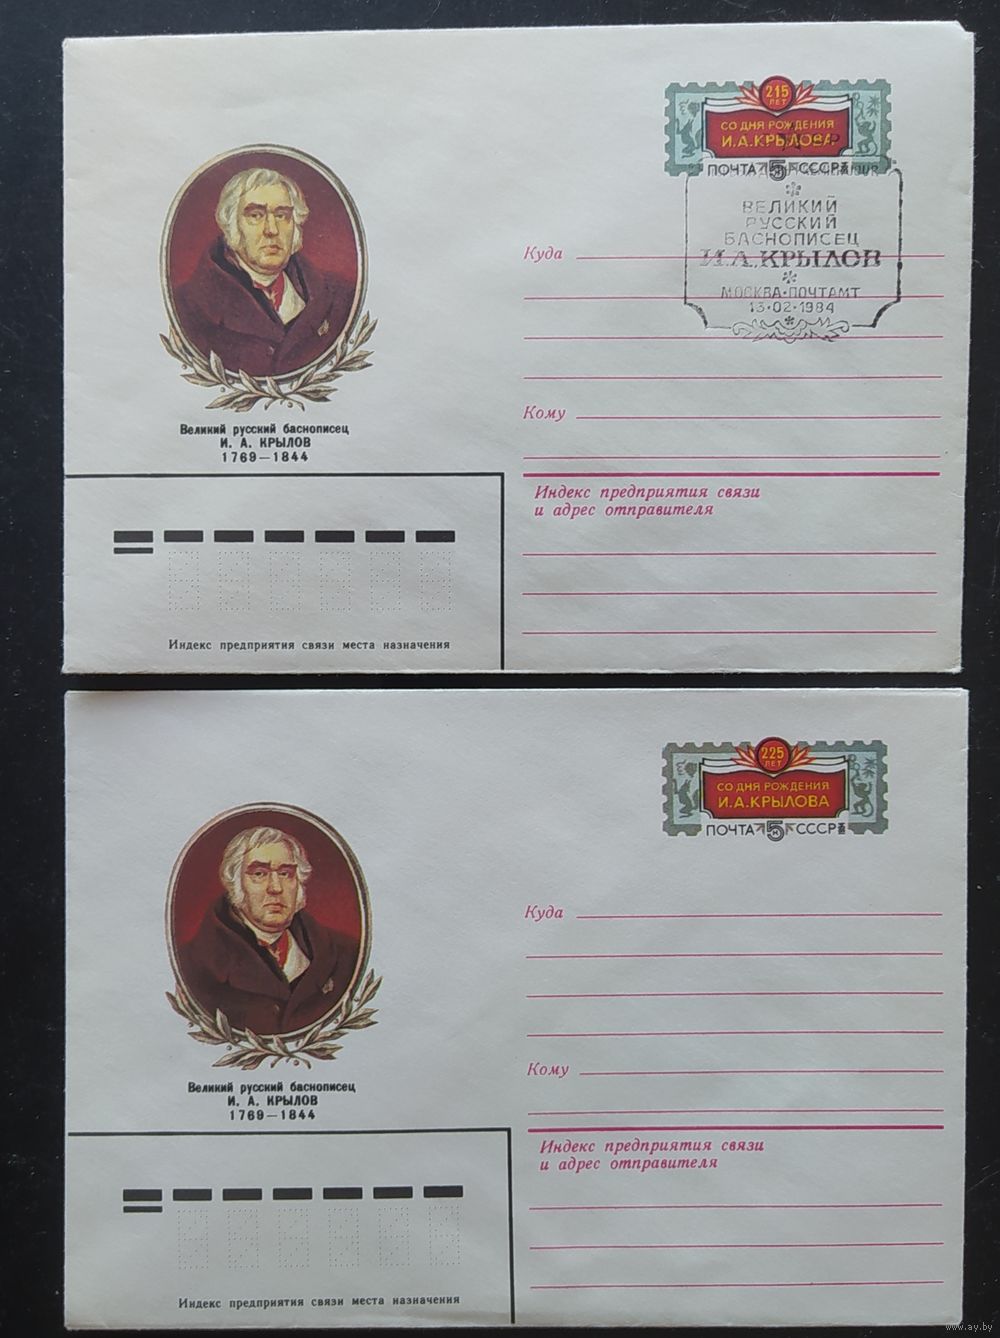 215
ЛЕТ
СО ДНЯ РОЖДЕНИЯ
И.А.КРЫЛОВА
ПОЧТА 5 К СССР
ВЕЛИКИЙ
РУССКИЙ
БАСНОПИСЕЦ
И.А.КРЫЛОВ
МОСКВА·ПОЧТАМТ
13·02·1984
Великий русский баснописец
И. А. КРЫЛОВ
1769—1844
Куда
Кому
Индекс предприятия связи
и адрес отправителя
Индекс предприятия связи места назначения
225
ЛЕТ
СО ДНЯ РОЖДЕНИЯ
И.А.КРЫЛОВА
ПОЧТА 5 К СССР
Великий русский баснописец
И. А. КРЫЛОВ
1769—1844
Куда
Кому
Индекс предприятия связи
и адрес отправителя
Индекс предприятия связи места назначения
www.ay.by